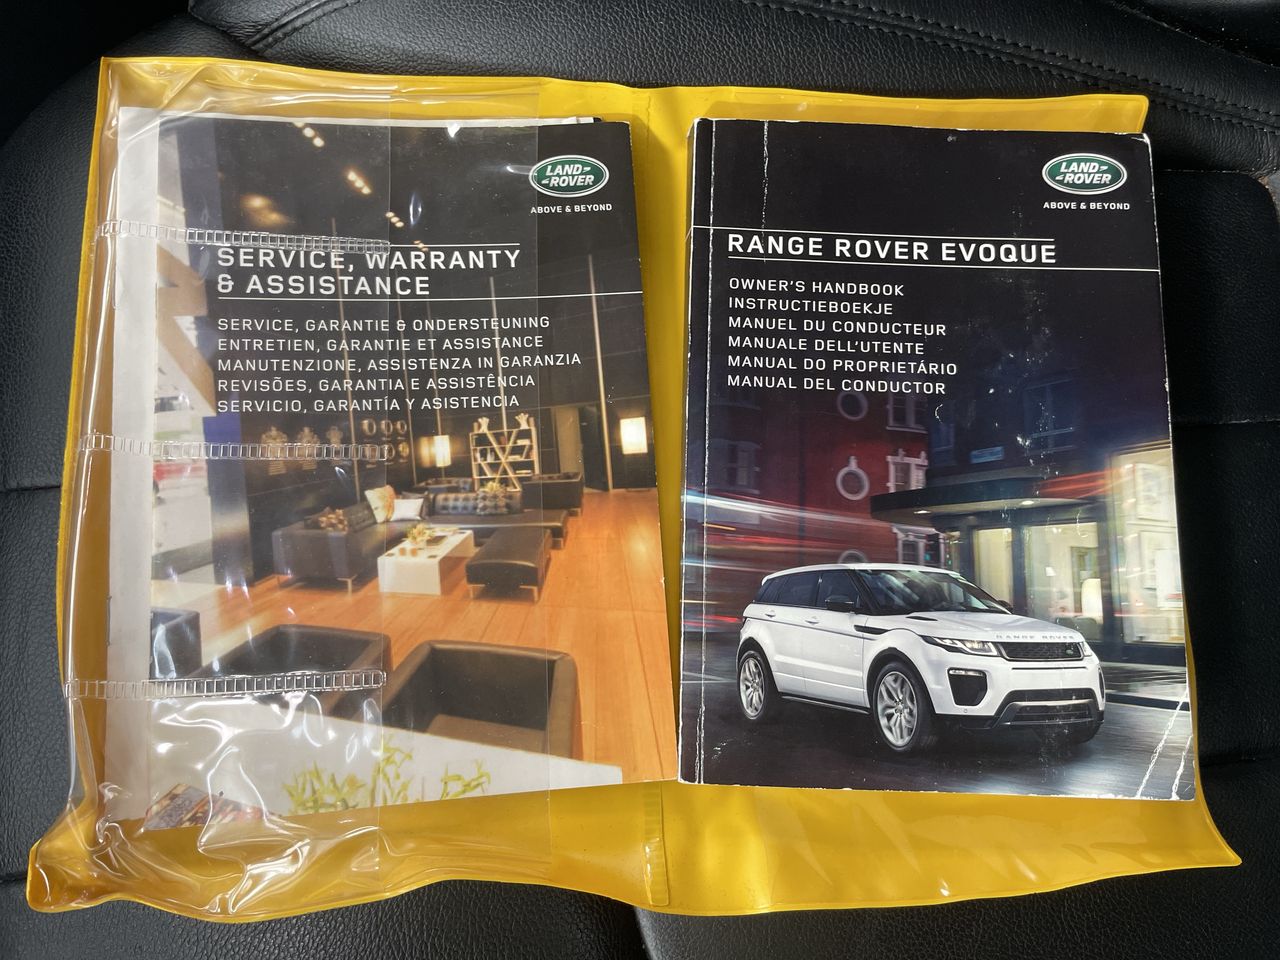 LAND-
ROVER
ABOVE & BEYOND
SERVICE, WARRANTY
& ASSISTANCE
SERVICE, GARANTIE & ONDERSTEUNING
ENTRETIEN, GARANTIE ET ASSISTANCE
MANUTENZIONE, ASSISTENZA IN GARANZIA
REVISÕES, GARANTIA E ASSISTÊNCIA
SERVICIO, GARANTÍA Y ASISTENCIA
LAND-
ROVER
ABOVE & BEYOND
RANGE ROVER EVOQUE
OWNER'S HANDBOOK
INSTRUCTIEBOEKJE
MANUEL DU CONDUCTEUR
MANUALE DELL'UTENTE
MANUAL DO PROPRIETÁRIO
MANUAL DEL CONDUCTOR
RANGE ROVER